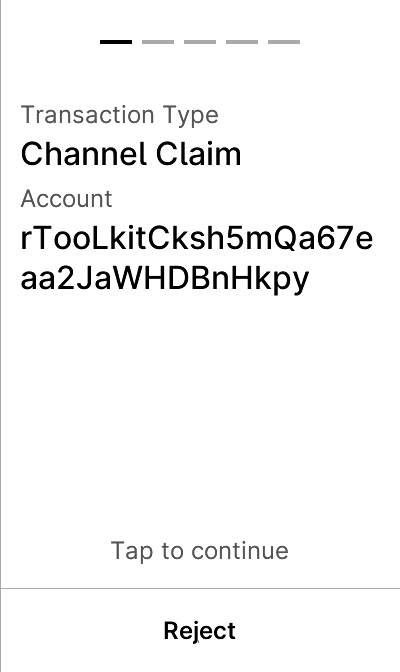 Transaction Type
Channel Claim
Account
rTooLkitCksh5mQa67e
aa2JaWHDBnHkpy
Tap to continue
Reject